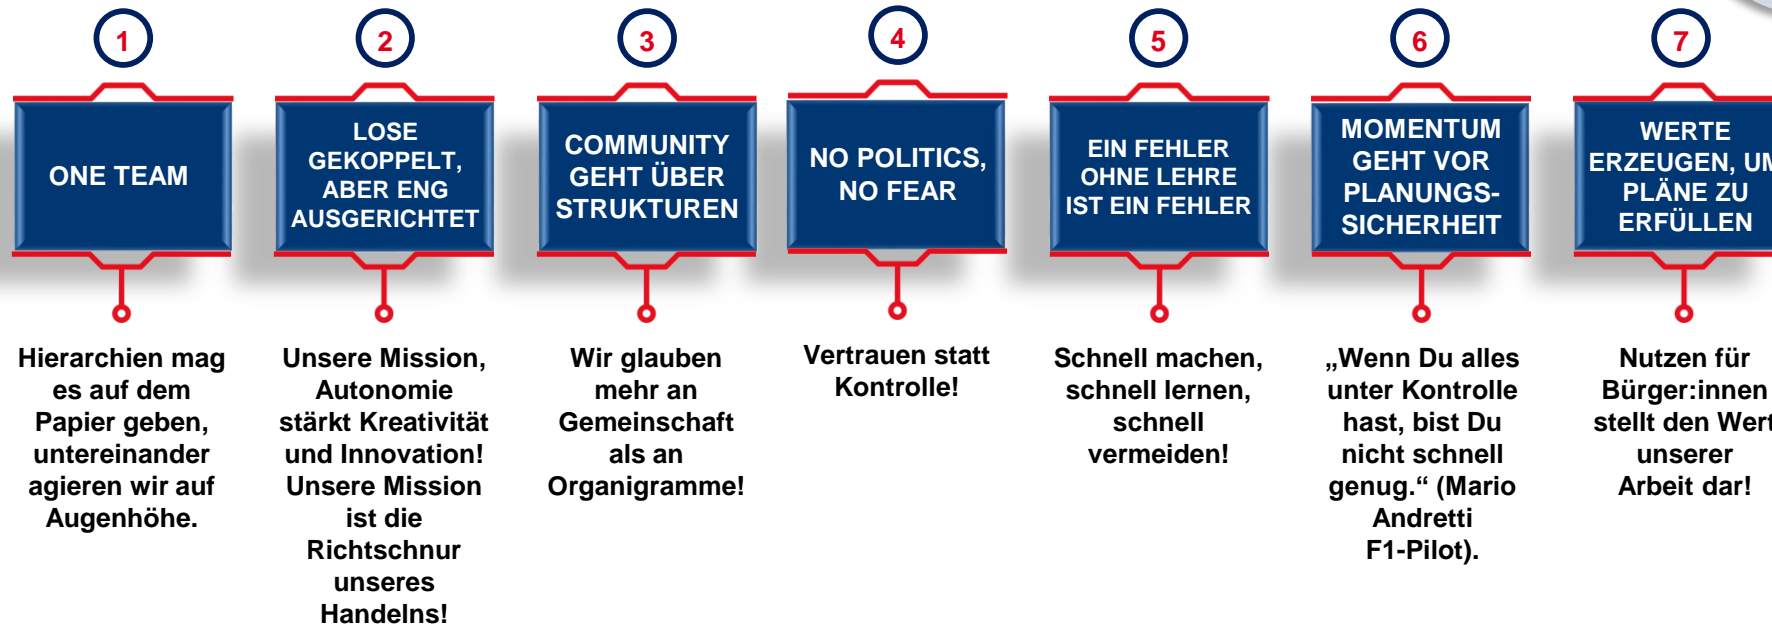 1
ONE TEAM
Hierarchien mag
es auf dem
Papier geben,
untereinander
agieren wir auf
Augenhöhe.
2
LOSE
GEKOPPELT,
ABER ENG
AUSGERICHTET
Unsere Mission,
Autonomie
stärkt Kreativität
und Innovation!
Unsere Mission
ist die
Richtschnur
unseres
Handelns!
3
COMMUNITY
GEHT ÜBER
STRUKTUREN
Wir glauben
mehr an
Gemeinschaft
als an
Organigramme!
4
NO POLITICS,
NO FEAR
Vertrauen statt
Kontrolle!
5
EIN FEHLER
OHNE LEHRE
IST EIN FEHLER
Schnell machen,
schnell lernen,
schnell
vermeiden!
6
MOMENTUM
GEHT VOR
PLANUNGS-
SICHERHEIT
„Wenn Du alles
unter Kontrolle
hast, bist Du
nicht schnell
genug.“ (Mario
Andretti
F1-Pilot).
7
WERTE
ERZEUGEN, UM
PLÄNE ZU
ERFÜLLEN
Nutzen für
Bürger:innen
stellt den Wert
unserer
Arbeit dar!